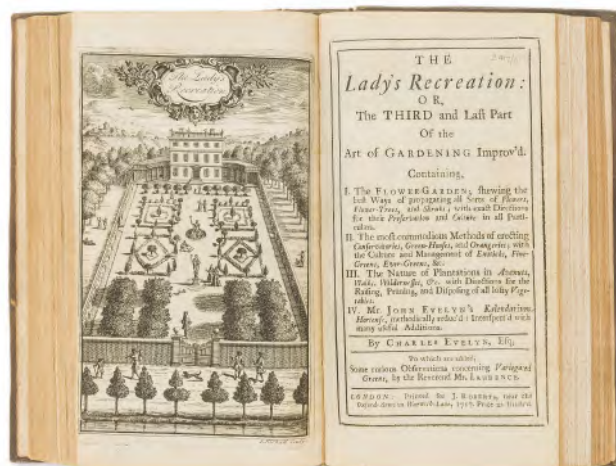 The Lady's
Recreation
THE
Lady's Recreation:
OR,
The THIRD and Last Part
Of the
Art of GARDENING Improv'd.
Containing,
I. The FLOWER-GARDEN; shewing the
best Ways of propagating all Sorts of Flowers,
Flower-Trees, and Shrubs; with exact Directions
for their Preservation and Culture in all Parti-
culars.
II. The most commodious Methods of erecting
Conservatories, Green-Houses, and Orangeries; with
the Culture and Management of Exoticks, Fine-
Greens, Ever-Greens, &c.
III. The Nature of Plantations in Avenues,
Walks, Wildernesses, &c. with Directions for the
Raising, Pruning, and Disposing of all lofty Vege-
tables.
IV. Mr. JOHN EVELYN's Kalendarium
Hortense, methodically reduc'd: Interspers'd with
many useful Additions.
By CHARLES EVELYN, Esq;
To which are added,
Some curious Observations concerning Variegated
Greens, by the Reverend Mr. LAURENCE.
LONDON: Printed for J. ROBERTS, near the
Oxford-Arms in Warwick-Lane, 1717. Price